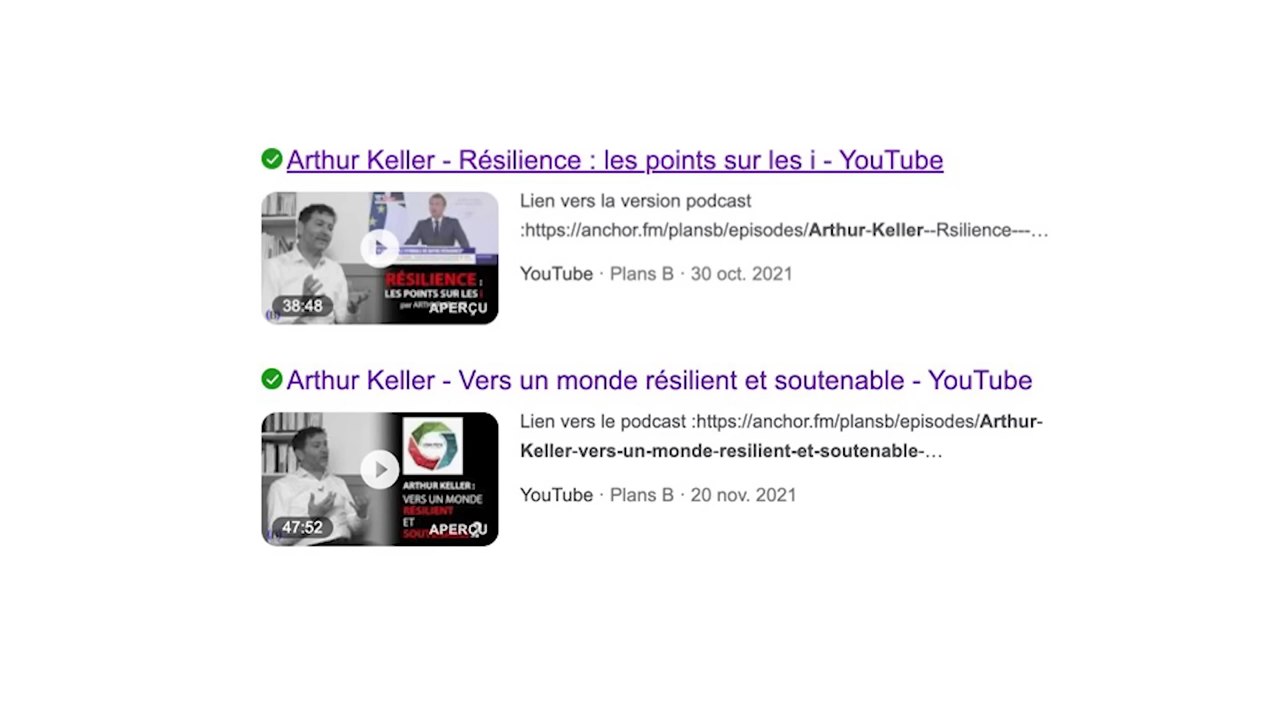 Arthur Keller - Résilience : les points sur les i - YouTube
Lien vers la version podcast
:https://anchor.fm/plansb/episodes/Arthur-Keller--Rsilience---…
YouTube · Plans B · 30 oct. 2021
RÉSILIENCE :
LES POINTS SUR LES i
par
38:48
APERÇU
Arthur Keller - Vers un monde résilient et soutenable - YouTube
Lien vers le podcast :https://anchor.fm/plansb/episodes/Arthur-
Keller-vers-un-monde-resilient-et-soutenable-…
YouTube · Plans B · 20 nov. 2021
ARTHUR KELLER :
VERS UN MONDE
RÉSILIENT
ET
47:52
APERÇU